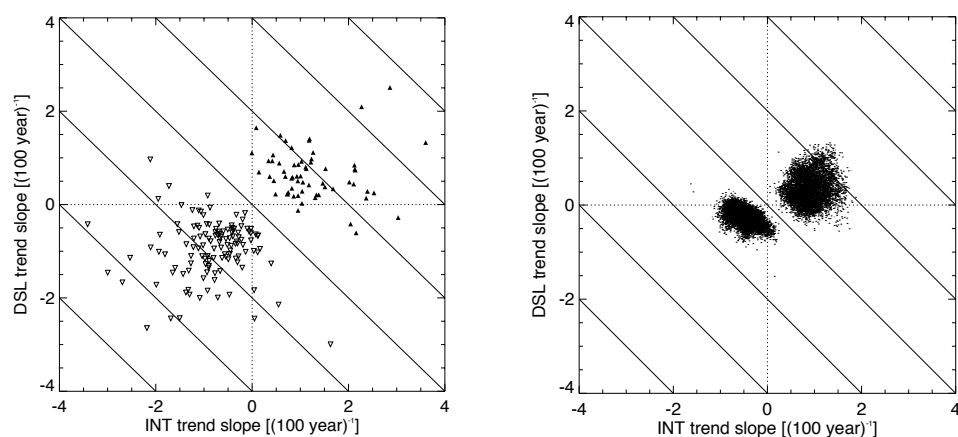 4
2
0
-2
-4
-4 -2 0 2 4
DSL trend slope [(100 year)⁻¹]
INT trend slope [(100 year)⁻¹]
4
2
0
-2
-4
-4 -2 0 2 4
DSL trend slope [(100 year)⁻¹]
INT trend slope [(100 year)⁻¹]